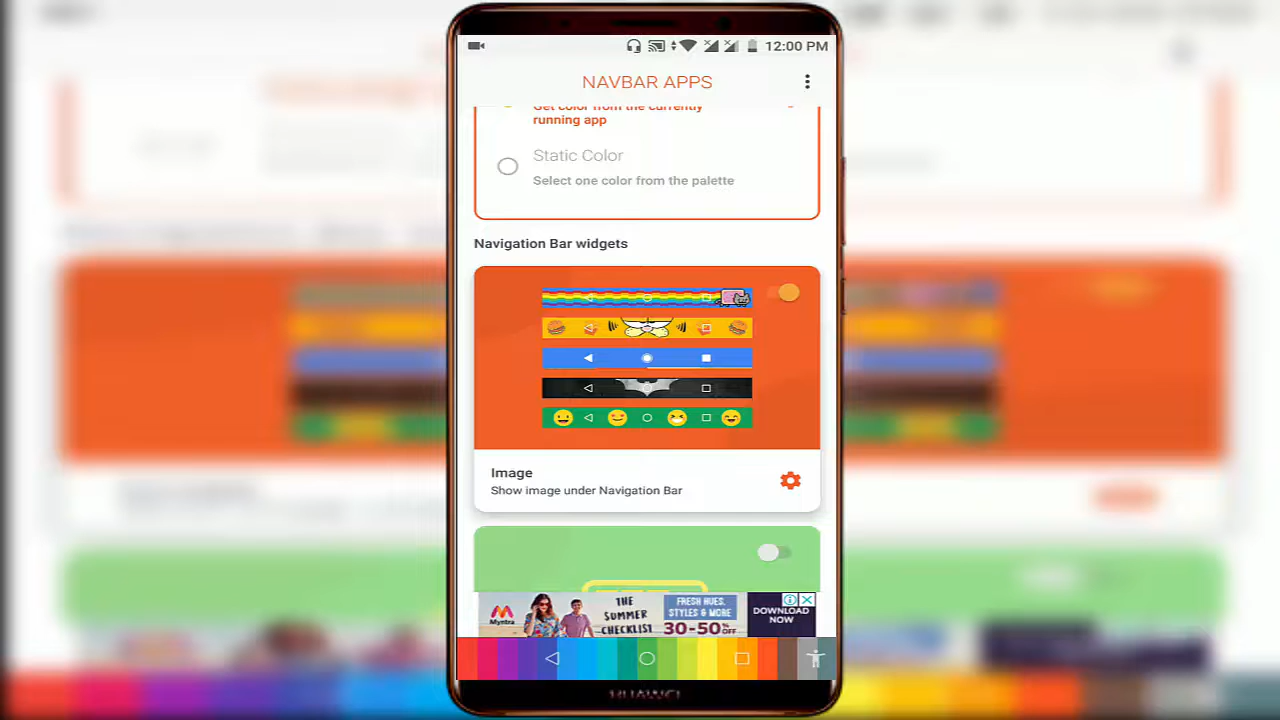 12:00 PM
NAVBAR APPS
Get color from the currently
running app
Static Color
Select one color from the palette
Navigation Bar widgets
Image
Show image under Navigation Bar
Myntra
THE
SUMMER
CHECKLIST
FRESH HUES,
STYLES & MORE
30-50% OFF
DOWNLOAD
NOW
HUAWEI